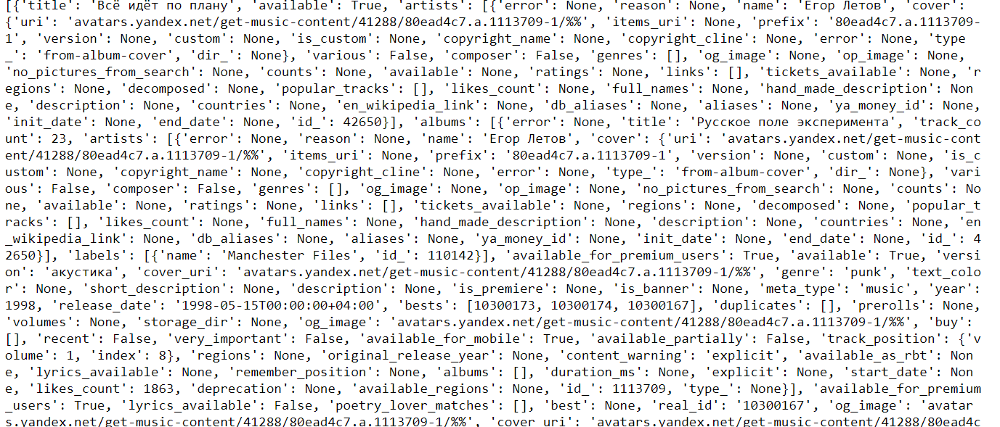 [{'title': 'Всё идёт по плану', 'available': True, 'artists': [{'error': None, 'reason': None, 'name': 'Егор Летов', 'cover':
{'uri': 'avatars.yandex.net/get-music-content/41288/80ead4c7.a.1113709-1/%%', 'items_uri': None, 'prefix': '80ead4c7.a.1113709-
1', 'version': None, 'custom': None, 'is_custom': None, 'copyright_name': None, 'copyright_cline': None, 'error': None, 'type
_': 'from-album-cover', 'dir_': None}, 'various': False, 'composer': False, 'genres': [], 'og_image': None, 'op_image': None,
'no_pictures_from_search': None, 'counts': None, 'available': None, 'ratings': None, 'links': [], 'tickets_available': None, 'r
egions': None, 'decomposed': None, 'popular_tracks': [], 'likes_count': None, 'full_names': None, 'hand_made_description': Non
e, 'description': None, 'countries': None, 'en_wikipedia_link': None, 'db_aliases': None, 'aliases': None, 'ya_money_id': None,
'init_date': None, 'end_date': None, 'id_': 42650}], 'albums': [{'error': None, 'title': 'Русское поле эксперимента', 'track_co
unt': 23, 'artists': [{'error': None, 'reason': None, 'name': 'Егор Летов', 'cover': {'uri': 'avatars.yandex.net/get-music-cont
ent/41288/80ead4c7.a.1113709-1/%%', 'items_uri': None, 'prefix': '80ead4c7.a.1113709-1', 'version': None, 'custom': None, 'is_c
ustom': None, 'copyright_name': None, 'copyright_cline': None, 'error': None, 'type_': 'from-album-cover', 'dir_': None}, 'vari
ous': False, 'composer': False, 'genres': [], 'og_image': None, 'op_image': None, 'no_pictures_from_search': None, 'counts': No
ne, 'available': None, 'ratings': None, 'links': [], 'tickets_available': None, 'regions': None, 'decomposed': None, 'popular_t
racks': [], 'likes_count': None, 'full_names': None, 'hand_made_description': None, 'description': None, 'countries': None, 'en
_wikipedia_link': None, 'db_aliases': None, 'aliases': None, 'ya_money_id': None, 'init_date': None, 'end_date': None, 'id_': 4
2650}], 'labels': [{'name': 'Manchester Files', 'id_': 110142}], 'available_for_premium_users': True, 'available': True, 'versi
on': 'акустика', 'cover_uri': 'avatars.yandex.net/get-music-content/41288/80ead4c7.a.1113709-1/%%', 'genre': 'punk', 'text_colo
r': None, 'short_description': None, 'description': None, 'is_premiere': None, 'is_banner': None, 'meta_type': 'music', 'year':
1998, 'release_date': '1998-05-15T00:00:00+04:00', 'bests': [10300173, 10300174, 10300167], 'duplicates': [], 'prerolls': None,
'volumes': None, 'storage_dir': None, 'og_image': 'avatars.yandex.net/get-music-content/41288/80ead4c7.a.1113709-1/%%', 'buy':
[], 'recent': False, 'very_important': False, 'available_for_mobile': True, 'available_partially': False, 'track_position': {'v
olume': 1, 'index': 8}, 'regions': None, 'original_release_year': None, 'content_warning': 'explicit', 'available_as_rbt': Non
e, 'lyrics_available': None, 'remember_position': None, 'albums': [], 'duration_ms': None, 'explicit': None, 'start_date': Non
e, 'likes_count': 1863, 'deprecation': None, 'available_regions': None, 'id_': 1113709, 'type_': None}], 'available_for_premium
_users': True, 'lyrics_available': False, 'poetry_lover_matches': [], 'best': None, 'real_id': '10300167', 'og_image': 'avatar
s.yandex.net/get-music-content/41288/80ead4c7.a.1113709-1/%%', 'cover_uri': 'avatars.yandex.net/get-music-content/41288/80ead4c